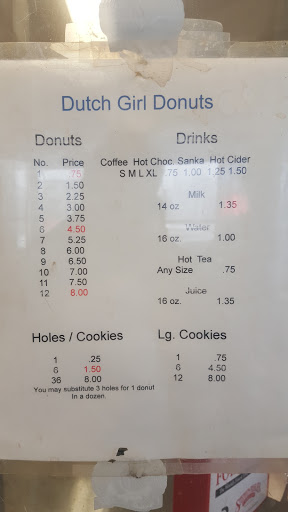 Dutch Girl Donuts
Donuts
No. Price
1 .75
2 1.50
3 2.25
4 3.00
5 3.75
6 4.50
7 5.25
8 6.00
9 6.50
10 7.00
11 7.50
12 8.00
Drinks
Coffee Hot Choc. Sanka Hot Cider
S M L XL .75 1.00 1.25 1.50
Milk
14 oz 1.35
Water
16 oz. 1.00
Hot Tea
Any Size .75
Juice
16 oz. 1.35
Holes / Cookies
1 .25
6 1.50
36 8.00
You may substitute 3 holes for 1 donut
In a dozen.
Lg. Cookies
1 .75
6 4.50
12 8.00